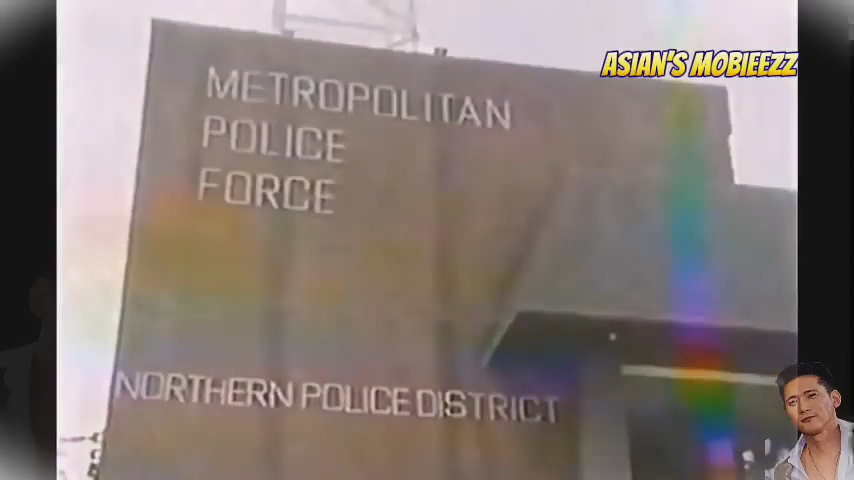 ASIAN'S MOBIEEZZ
METROPOLITAN
POLICE
FORCE
NORTHERN POLICE DISTRICT